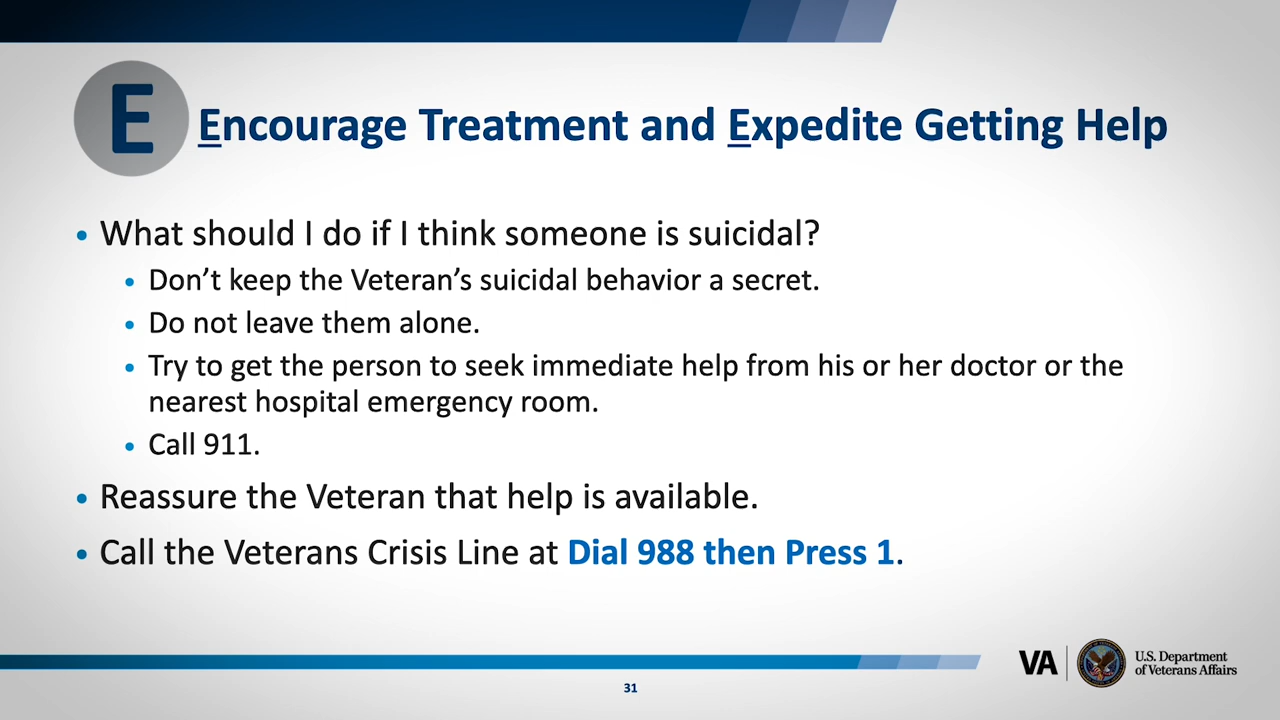 E
Encourage Treatment and Expedite Getting Help
• What should I do if I think someone is suicidal?
• Don’t keep the Veteran’s suicidal behavior a secret.
• Do not leave them alone.
• Try to get the person to seek immediate help from his or her doctor or the
nearest hospital emergency room.
• Call 911.
• Reassure the Veteran that help is available.
• Call the Veterans Crisis Line at Dial 988 then Press 1.
VA
U.S. Department
of Veterans Affairs
31